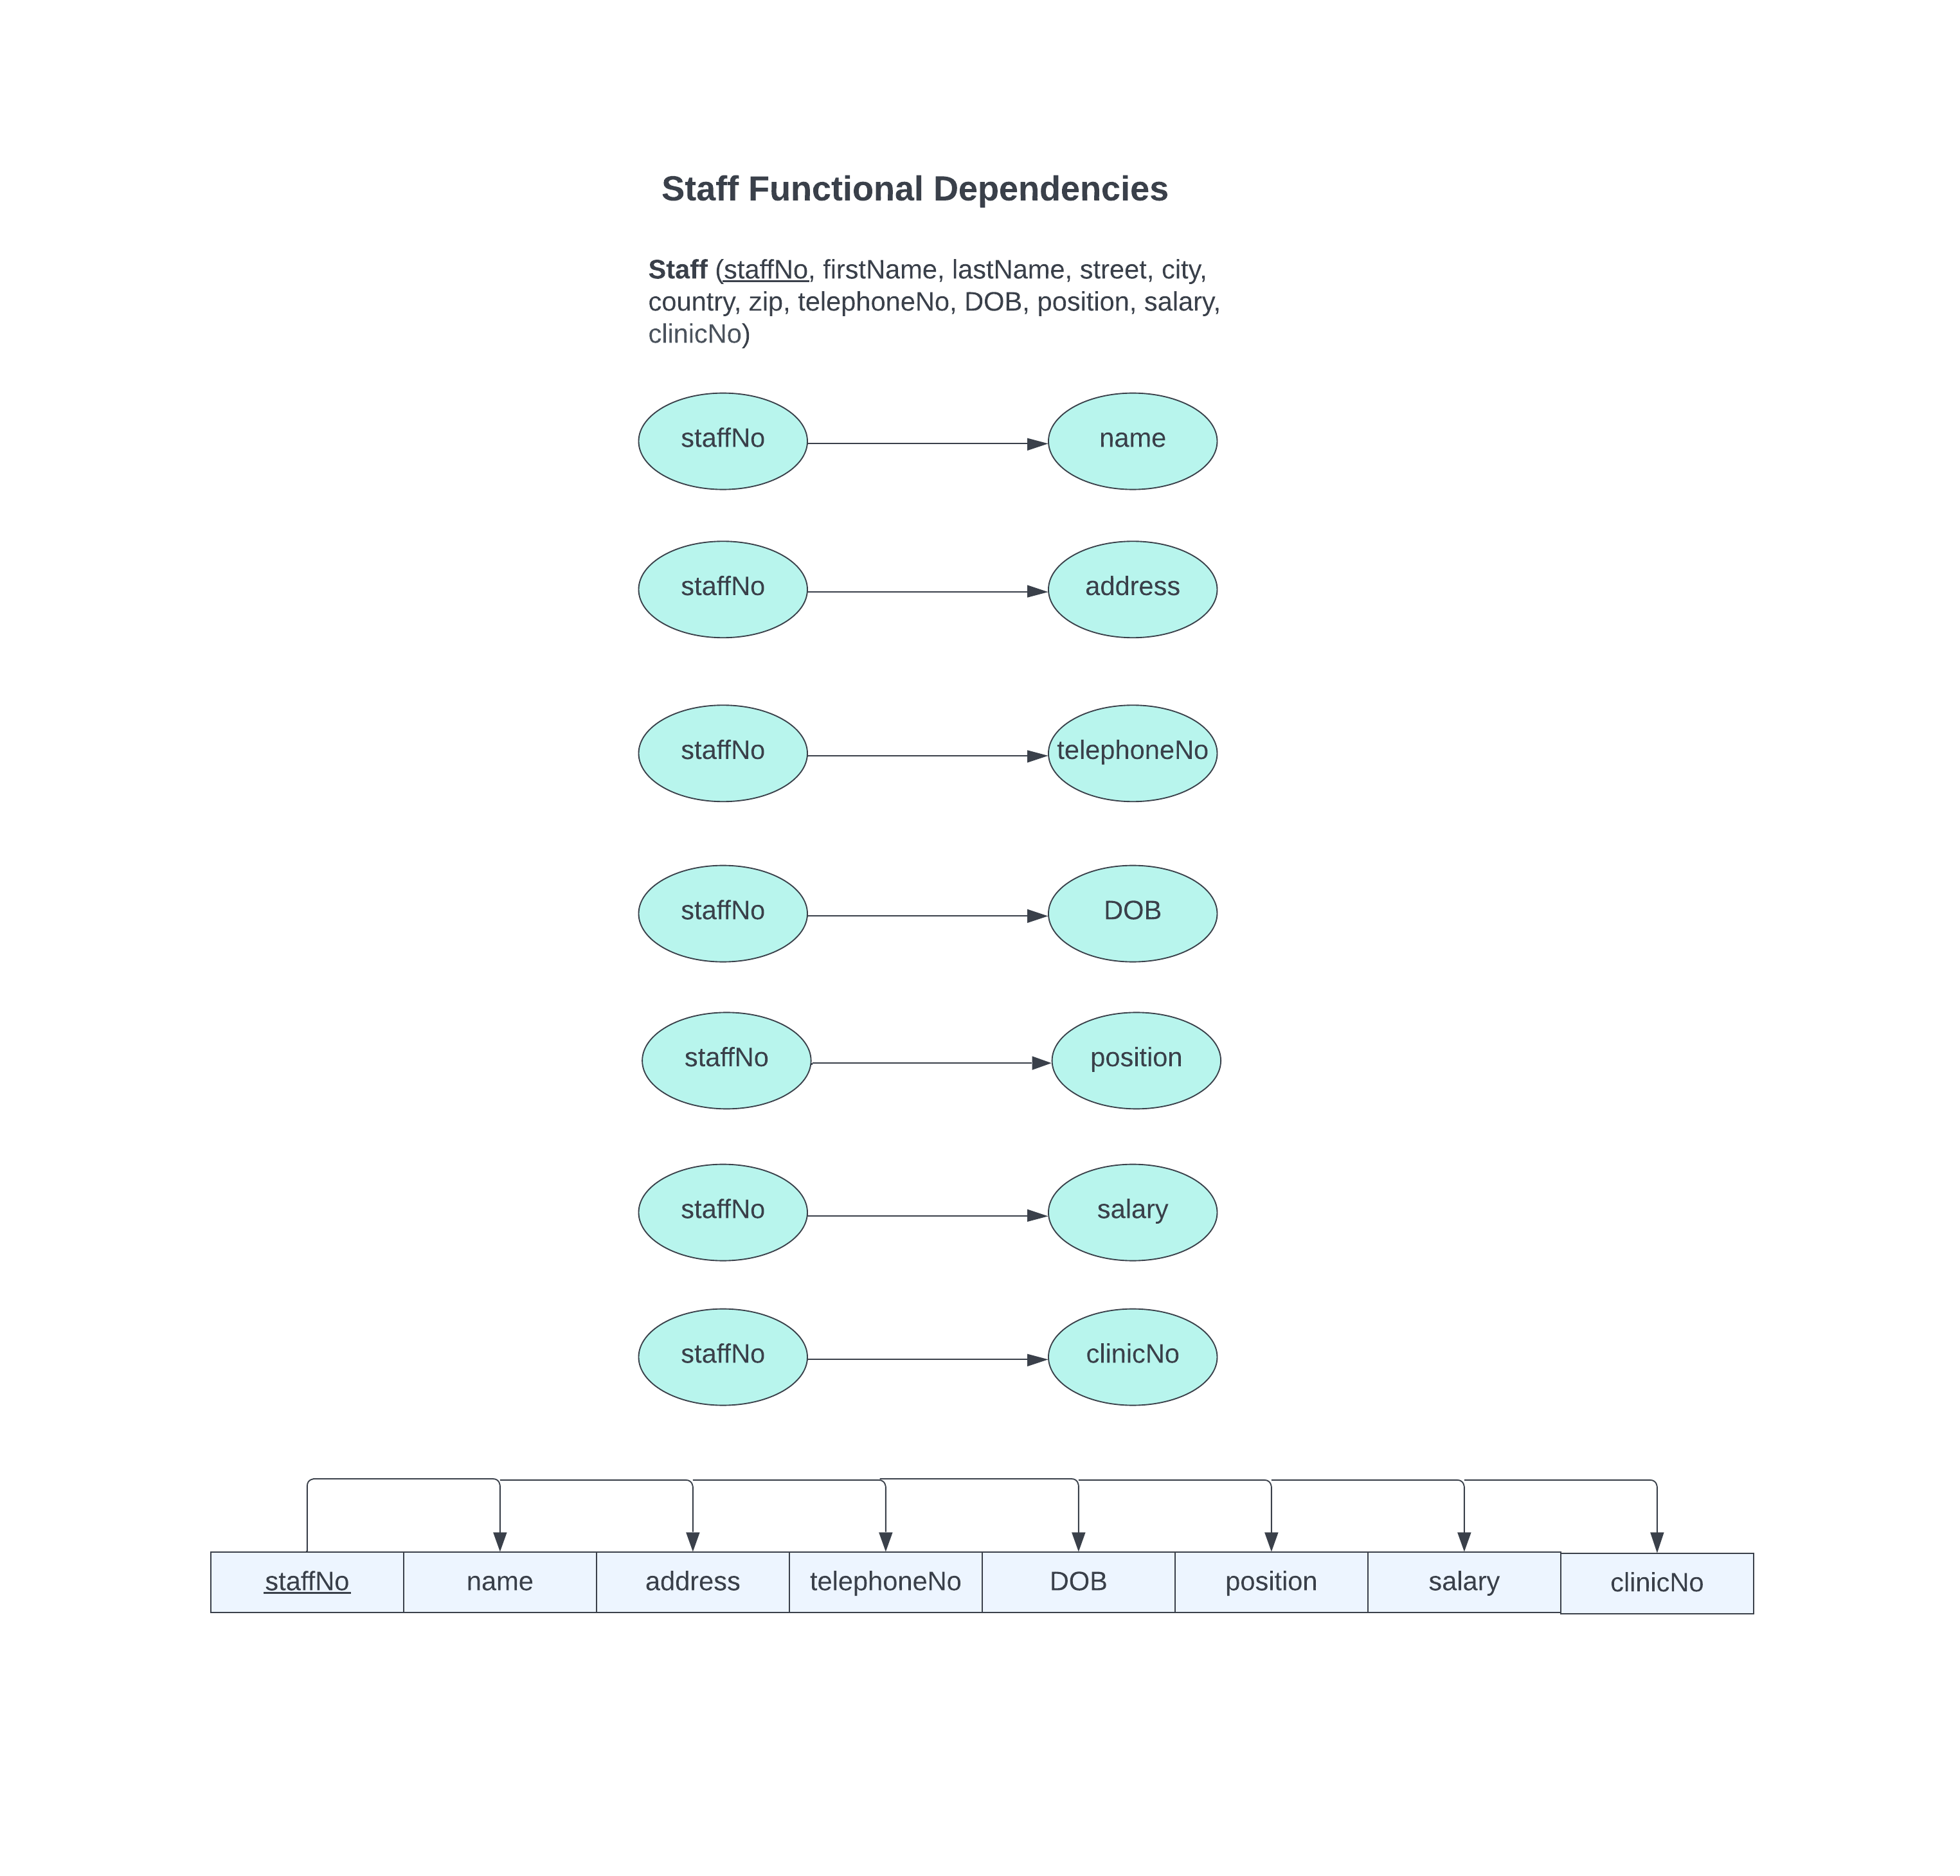 Staff Functional Dependencies
Staff (staffNo, firstName, lastName, street, city,
country, zip, telephoneNo, DOB, position, salary,
clinicNo)
staffNo name
staffNo address
staffNo telephoneNo
staffNo DOB
staffNo position
staffNo salary
staffNo clinicNo
staffNo name address telephoneNo DOB position salary clinicNo